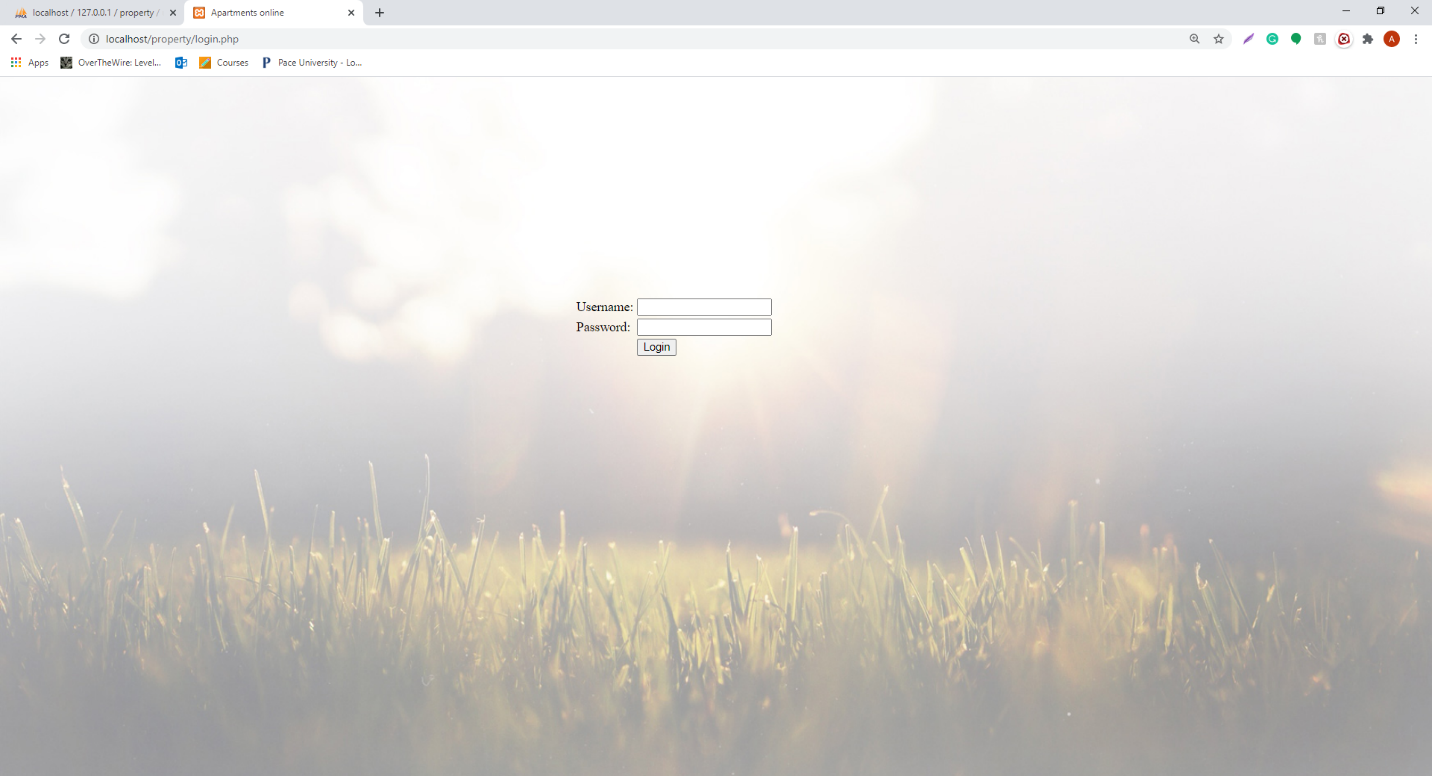 localhost / 127.0.0.1 / property /
Apartments online
localhost/property/login.php
Apps OverTheWire: Level... Courses Pace University - Lo...
Username:
Password:
Login